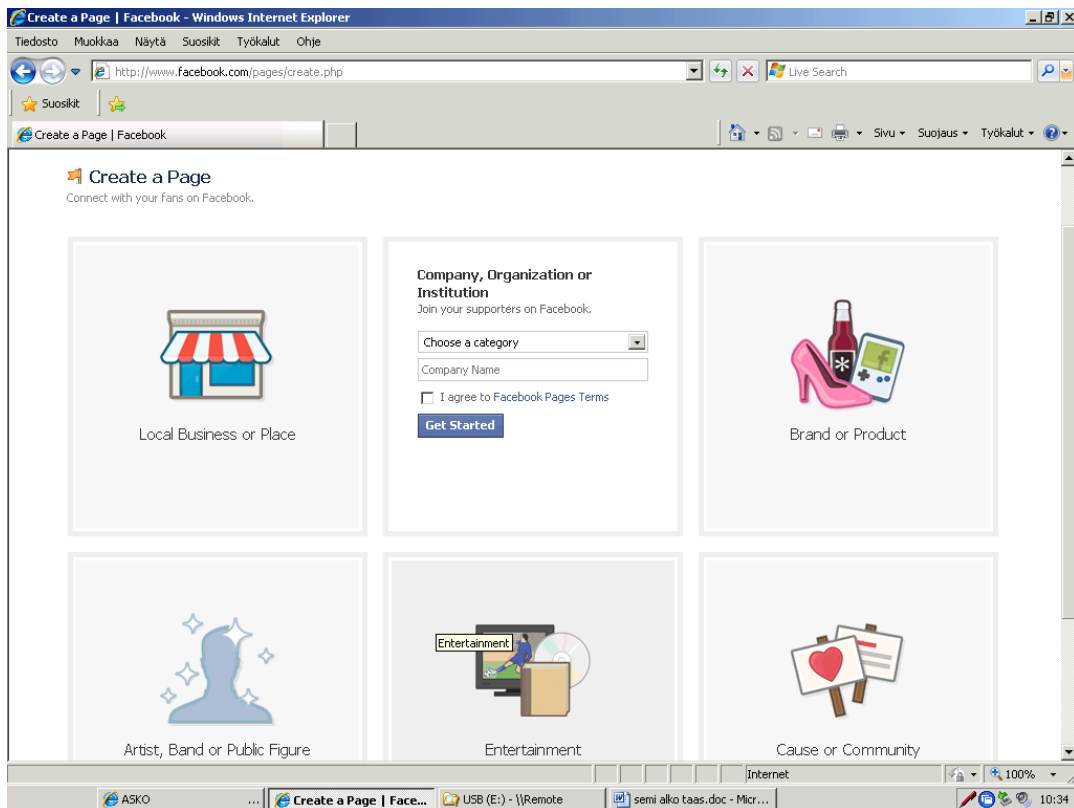 Create a Page | Facebook - Windows Internet Explorer
Tiedosto Muokkaa Näytä Suosikit Työkalut Ohje
http://www.facebook.com/pages/create.php
Live Search
Suosikit
Create a Page | Facebook
Sivu Suojaus Työkalut
Create a Page
Connect with your fans on Facebook.
Company, Organization or
Institution
Join your supporters on Facebook.
Choose a category
Company Name
I agree to Facebook Pages Terms
Get Started
Local Business or Place
Brand or Product
Entertainment
Artist, Band or Public Figure
Entertainment
Cause or Community
Internet
100%
ASKO ...
Create a Page | Face...
USB (E:) - \\Remote
semi alko taas.doc - Micr...
10:34